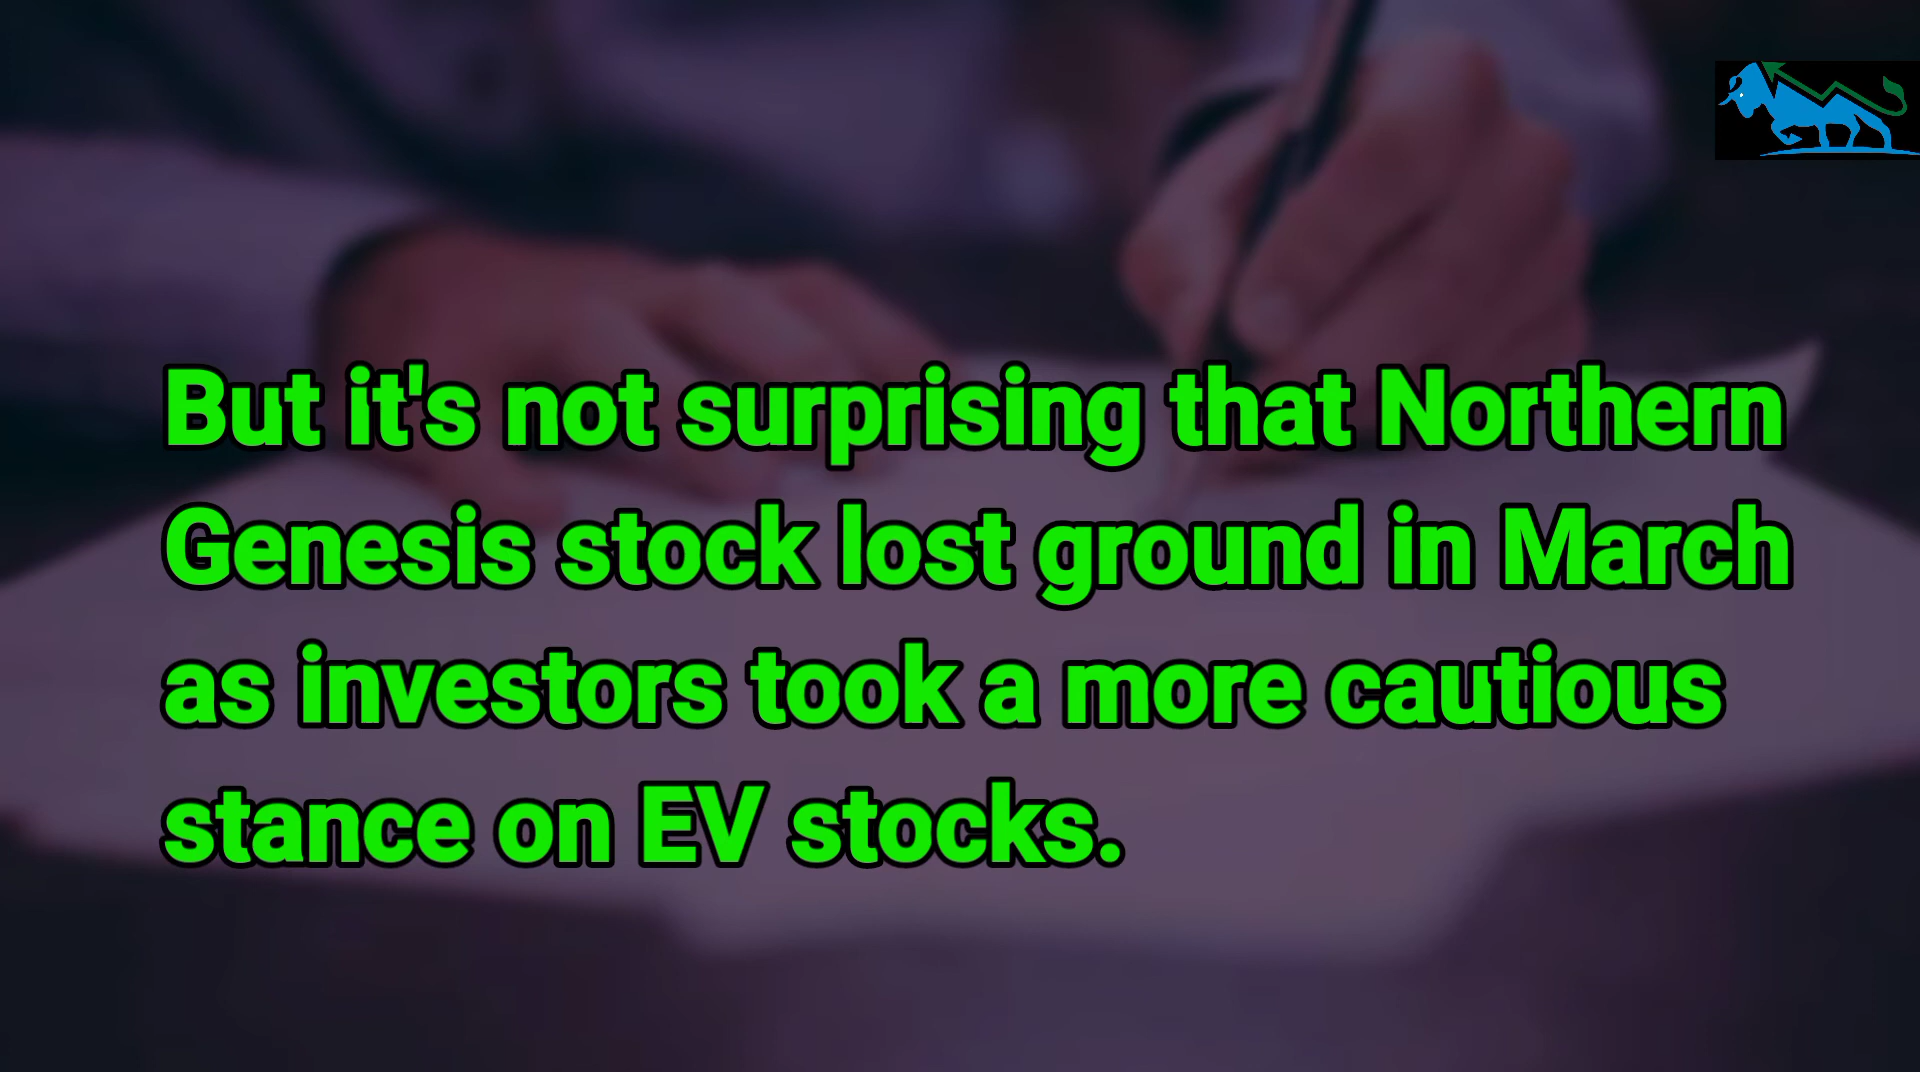 But it's not surprising that Northern
Genesis stock lost ground in March
as investors took a more cautious
stance on EV stocks.